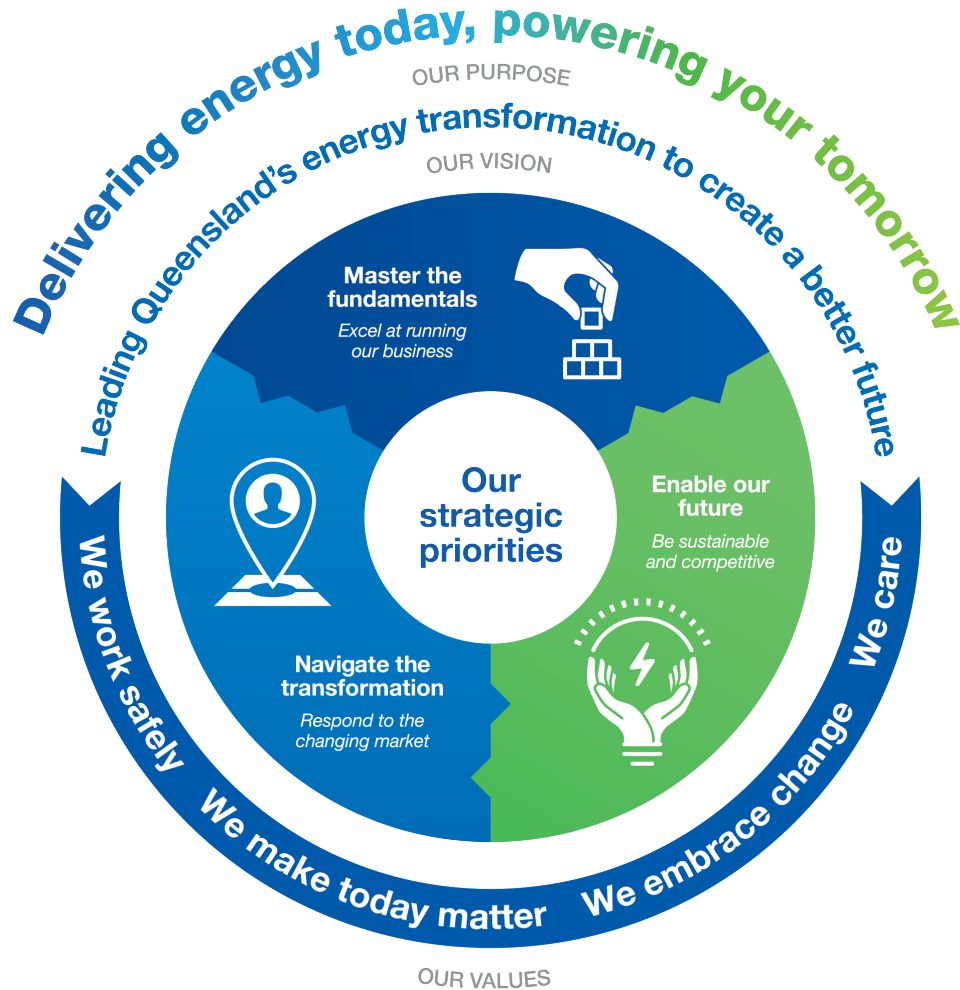 Delivering energy today, powering your tomorrow
OUR PURPOSE
Leading Queensland’s energy transformation to create a better future
OUR VISION
Master the
fundamentals
Excel at running
our business
Our
strategic
priorities
Enable our
future
Be sustainable
and competitive
Navigate the
transformation
Respond to the
changing market
We work safely
We make today matter
We embrace change
We care
OUR VALUES